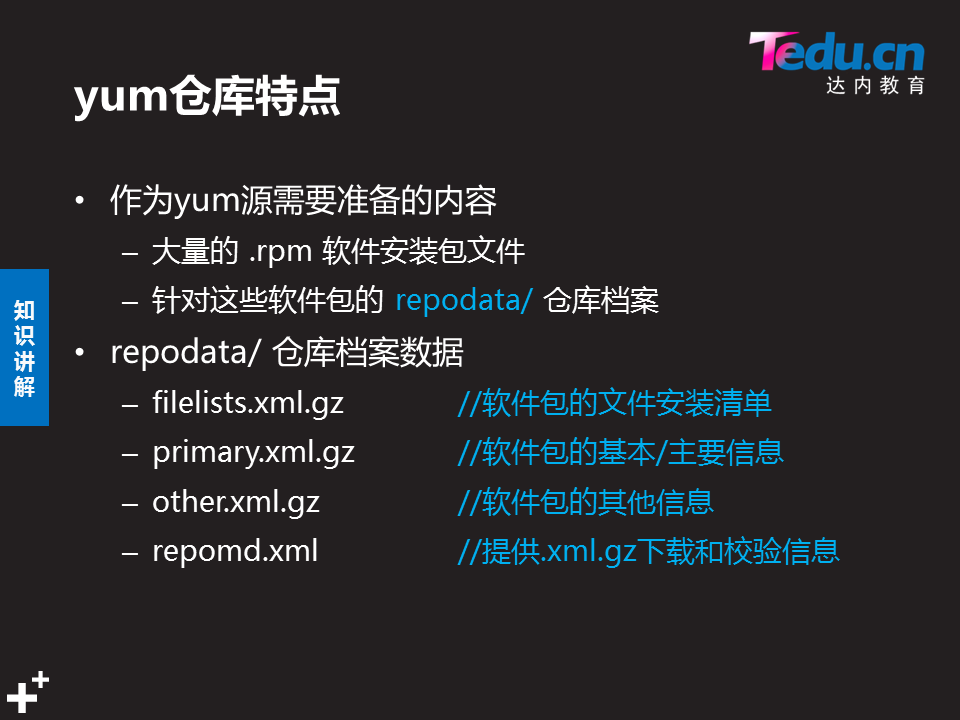 Tedu.cn
达内教育
yum仓库特点
• 作为yum源需要准备的内容
– 大量的 .rpm 软件安装包文件
– 针对这些软件包的 repodata/ 仓库档案
• repodata/ 仓库档案数据
– filelists.xml.gz //软件包的文件安装清单
– primary.xml.gz //软件包的基本/主要信息
– other.xml.gz //软件包的其他信息
– repomd.xml //提供.xml.gz下载和校验信息
知识讲解